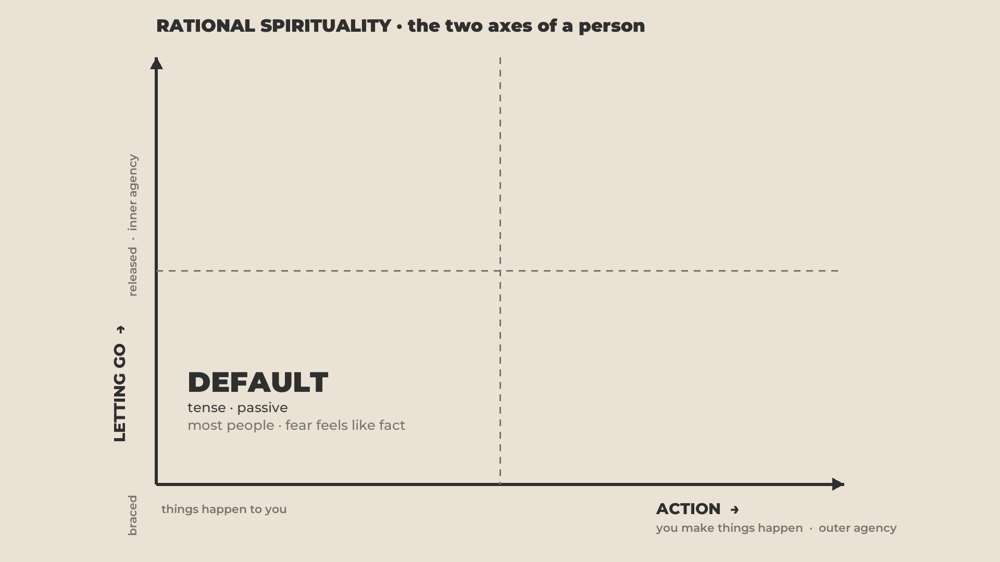 RATIONAL SPIRITUALITY · the two axes of a person
released · inner agency
LETTING GO →
braced
DEFAULT
tense · passive
most people · fear feels like fact
things happen to you
ACTION →
you make things happen · outer agency